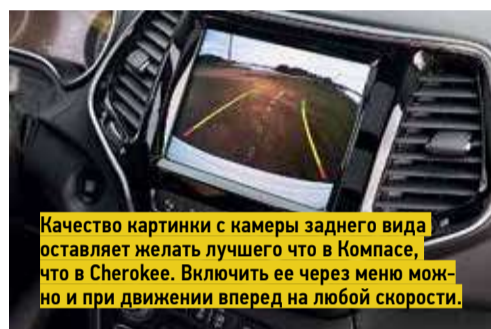 Качество картинки с камеры заднего вида
оставляет желать лучшего что в Компасе,
что в Cherokee. Включить ее через меню мож-
но и при движении вперед на любой скорости.